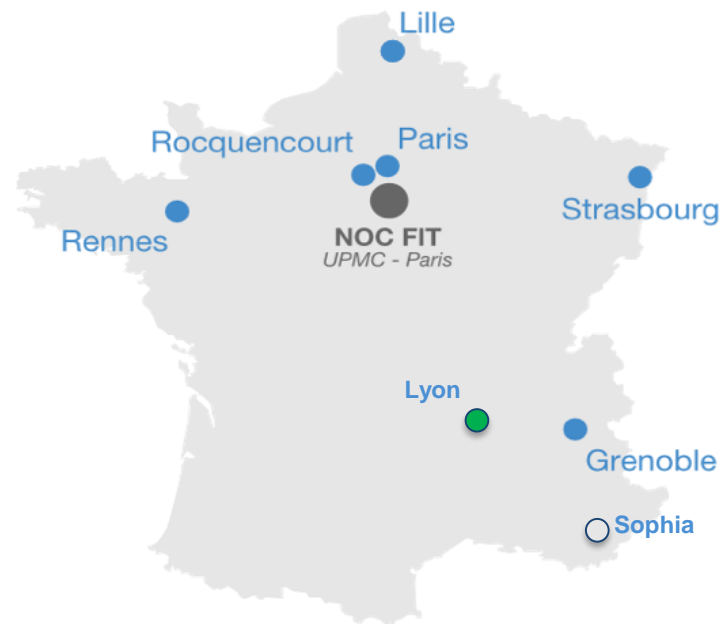 Lille
Rocquencourt
Paris
Strasbourg
Rennes
NOC FIT
UPMC - Paris
Lyon
Grenoble
Sophia